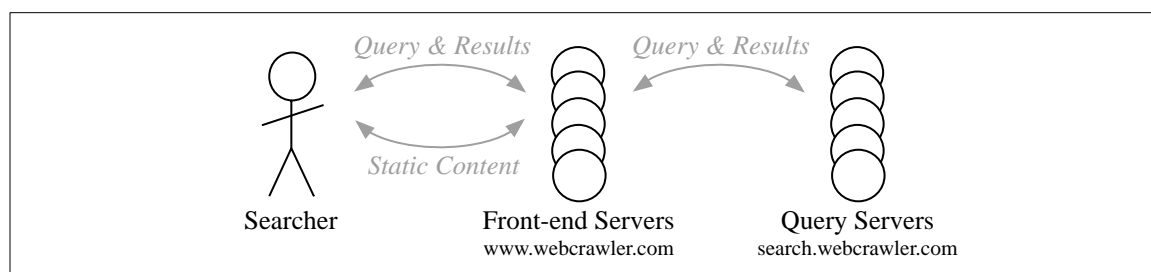 Query & Results
Query & Results
Static Content
Searcher
Front-end Servers
Query Servers
www.webcrawler.com
search.webcrawler.com